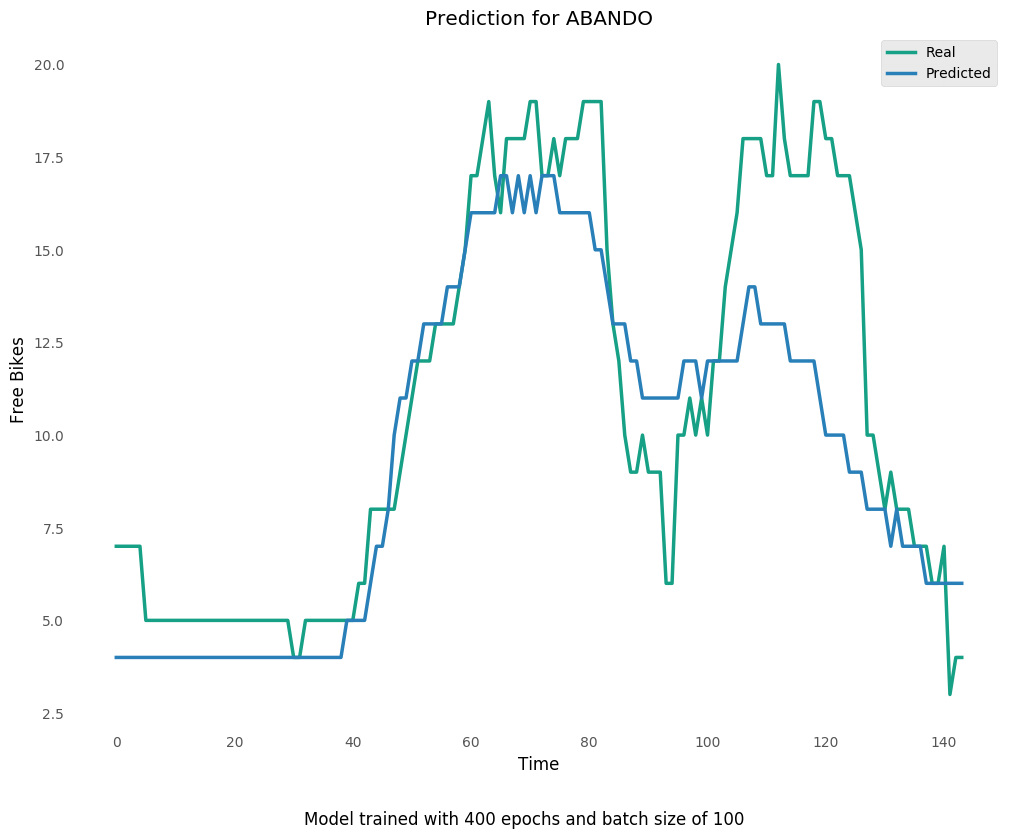 Prediction for ABANDO
Real
Predicted
20.0
17.5
15.0
12.5
10.0
7.5
5.0
2.5
Free Bikes
0 20 40 60 80 100 120 140
Time
Model trained with 400 epochs and batch size of 100